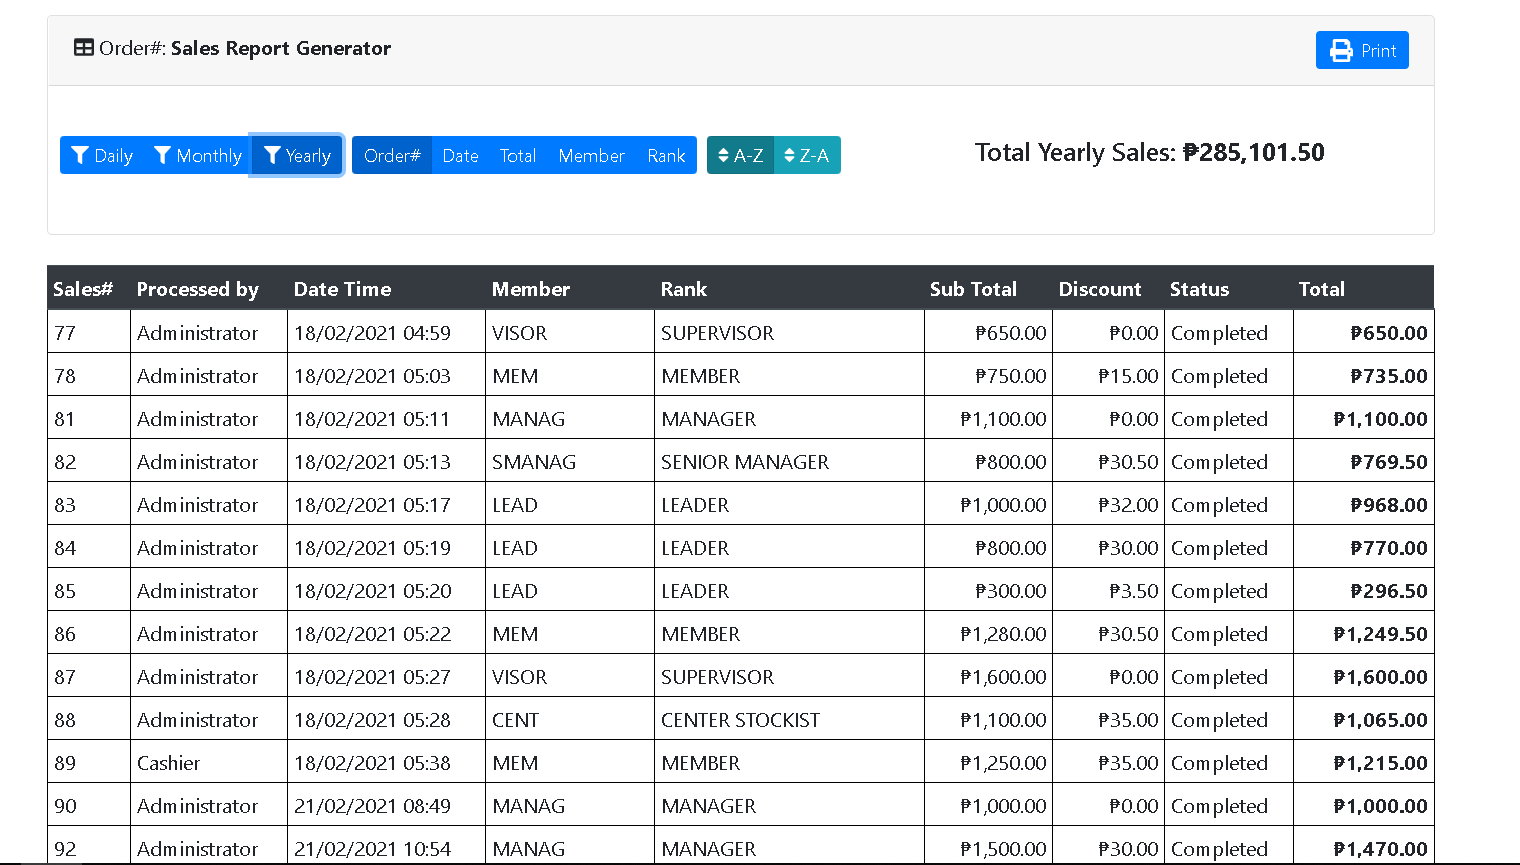 Order#: Sales Report Generator
Print
Daily Monthly Yearly Order# Date Total Member Rank A-Z Z-A
Total Yearly Sales: ₱285,101.50
Sales# Processed by Date Time Member Rank Sub Total Discount Status Total
77 Administrator 18/02/2021 04:59 VISOR SUPERVISOR ₱650.00 ₱0.00 Completed ₱650.00
78 Administrator 18/02/2021 05:03 MEM MEMBER ₱750.00 ₱15.00 Completed ₱735.00
81 Administrator 18/02/2021 05:11 MANAG MANAGER ₱1,100.00 ₱0.00 Completed ₱1,100.00
82 Administrator 18/02/2021 05:13 SMANAG SENIOR MANAGER ₱800.00 ₱30.50 Completed ₱769.50
83 Administrator 18/02/2021 05:17 LEAD LEADER ₱1,000.00 ₱32.00 Completed ₱968.00
84 Administrator 18/02/2021 05:19 LEAD LEADER ₱800.00 ₱30.00 Completed ₱770.00
85 Administrator 18/02/2021 05:20 LEAD LEADER ₱300.00 ₱3.50 Completed ₱296.50
86 Administrator 18/02/2021 05:22 MEM MEMBER ₱1,280.00 ₱30.50 Completed ₱1,249.50
87 Administrator 18/02/2021 05:27 VISOR SUPERVISOR ₱1,600.00 ₱0.00 Completed ₱1,600.00
88 Administrator 18/02/2021 05:28 CENT CENTER STOCKIST ₱1,100.00 ₱35.00 Completed ₱1,065.00
89 Cashier 18/02/2021 05:38 MEM MEMBER ₱1,250.00 ₱35.00 Completed ₱1,215.00
90 Administrator 21/02/2021 08:49 MANAG MANAGER ₱1,000.00 ₱0.00 Completed ₱1,000.00
92 Administrator 21/02/2021 10:54 MANAG MANAGER ₱1,500.00 ₱30.00 Completed ₱1,470.00